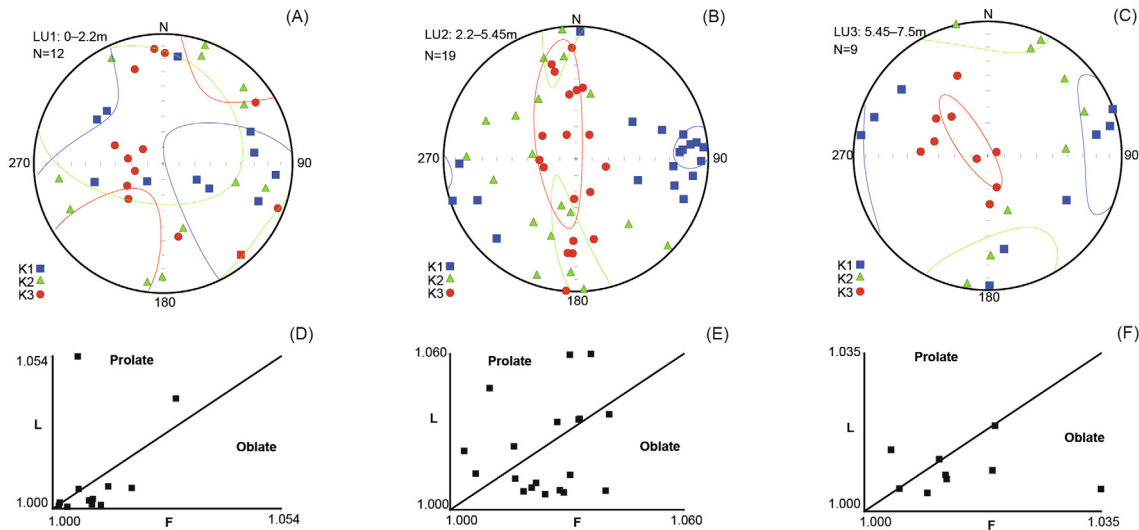 (A)
LU1: 0–2.2m
N=12
N
270
90
180
K1
K2
K3
(B)
LU2: 2.2–5.45m
N=19
N
270
90
180
K1
K2
K3
(C)
LU3: 5.45–7.5m
N=9
N
270
90
180
K1
K2
K3
(D)
1.054
Prolate
L
Oblate
1.000
1.000
F
1.054
(E)
1.060
Prolate
L
Oblate
1.000
1.000
F
1.060
(F)
1.035
Prolate
L
Oblate
1.000
1.000
F
1.035